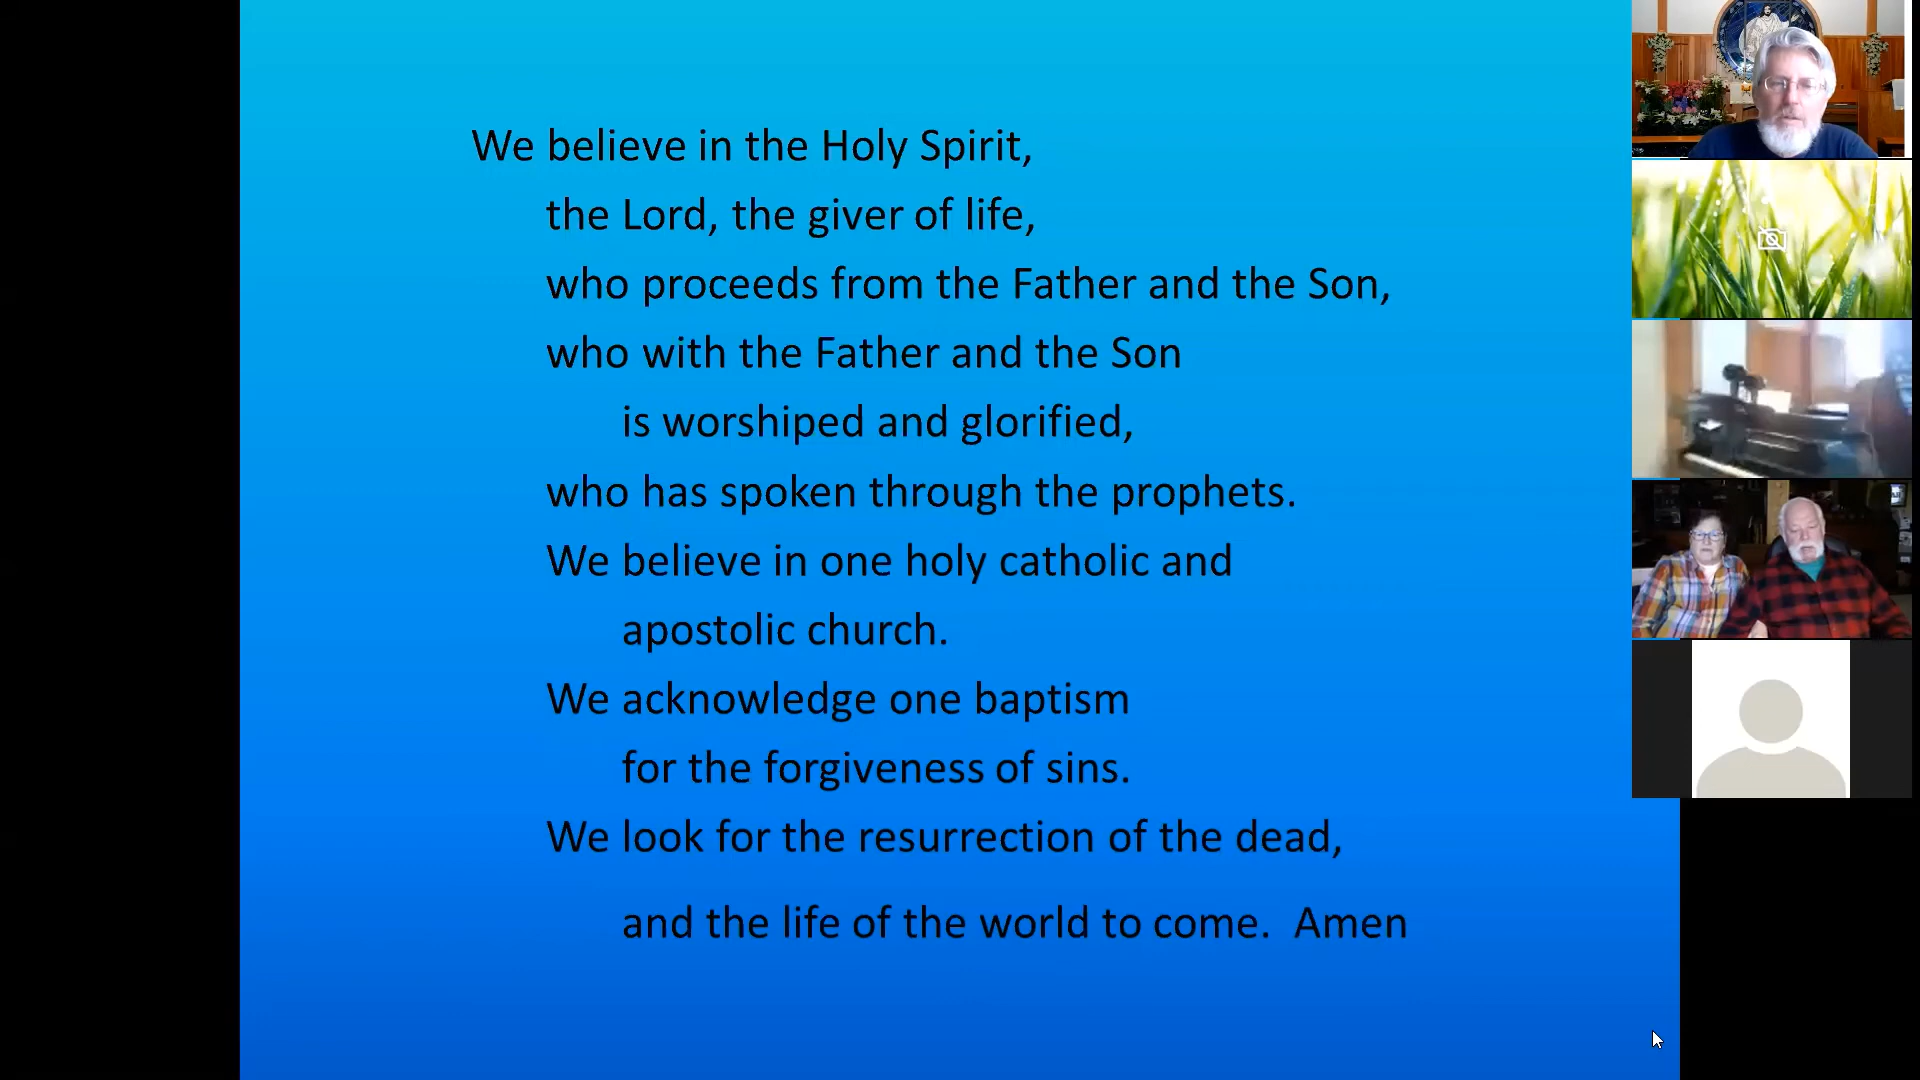 We believe in the Holy Spirit,
the Lord, the giver of life,
who proceeds from the Father and the Son,
who with the Father and the Son
is worshiped and glorified,
who has spoken through the prophets.
We believe in one holy catholic and
apostolic church.
We acknowledge one baptism
for the forgiveness of sins.
We look for the resurrection of the dead,
and the life of the world to come.  Amen